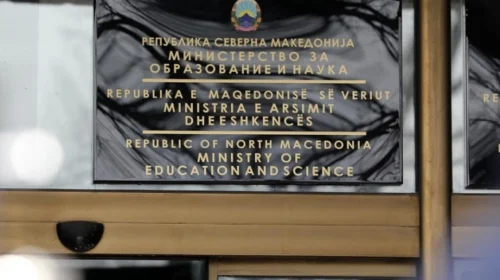 РЕПУБЛИКА СЕВЕРНА МАКЕДОНИЈА
МИНИСТЕРСТВО ЗА
ОБРАЗОВАНИЕ И НАУКА
REPUBLIKA E MAQEDONISË SË VERIUT
MINISTRIA E ARSIMIT
DHE ESHKENCËS
REPUBLIC OF NORTH MACEDONIA
MINISTRY OF
EDUCATION AND SCIENCE